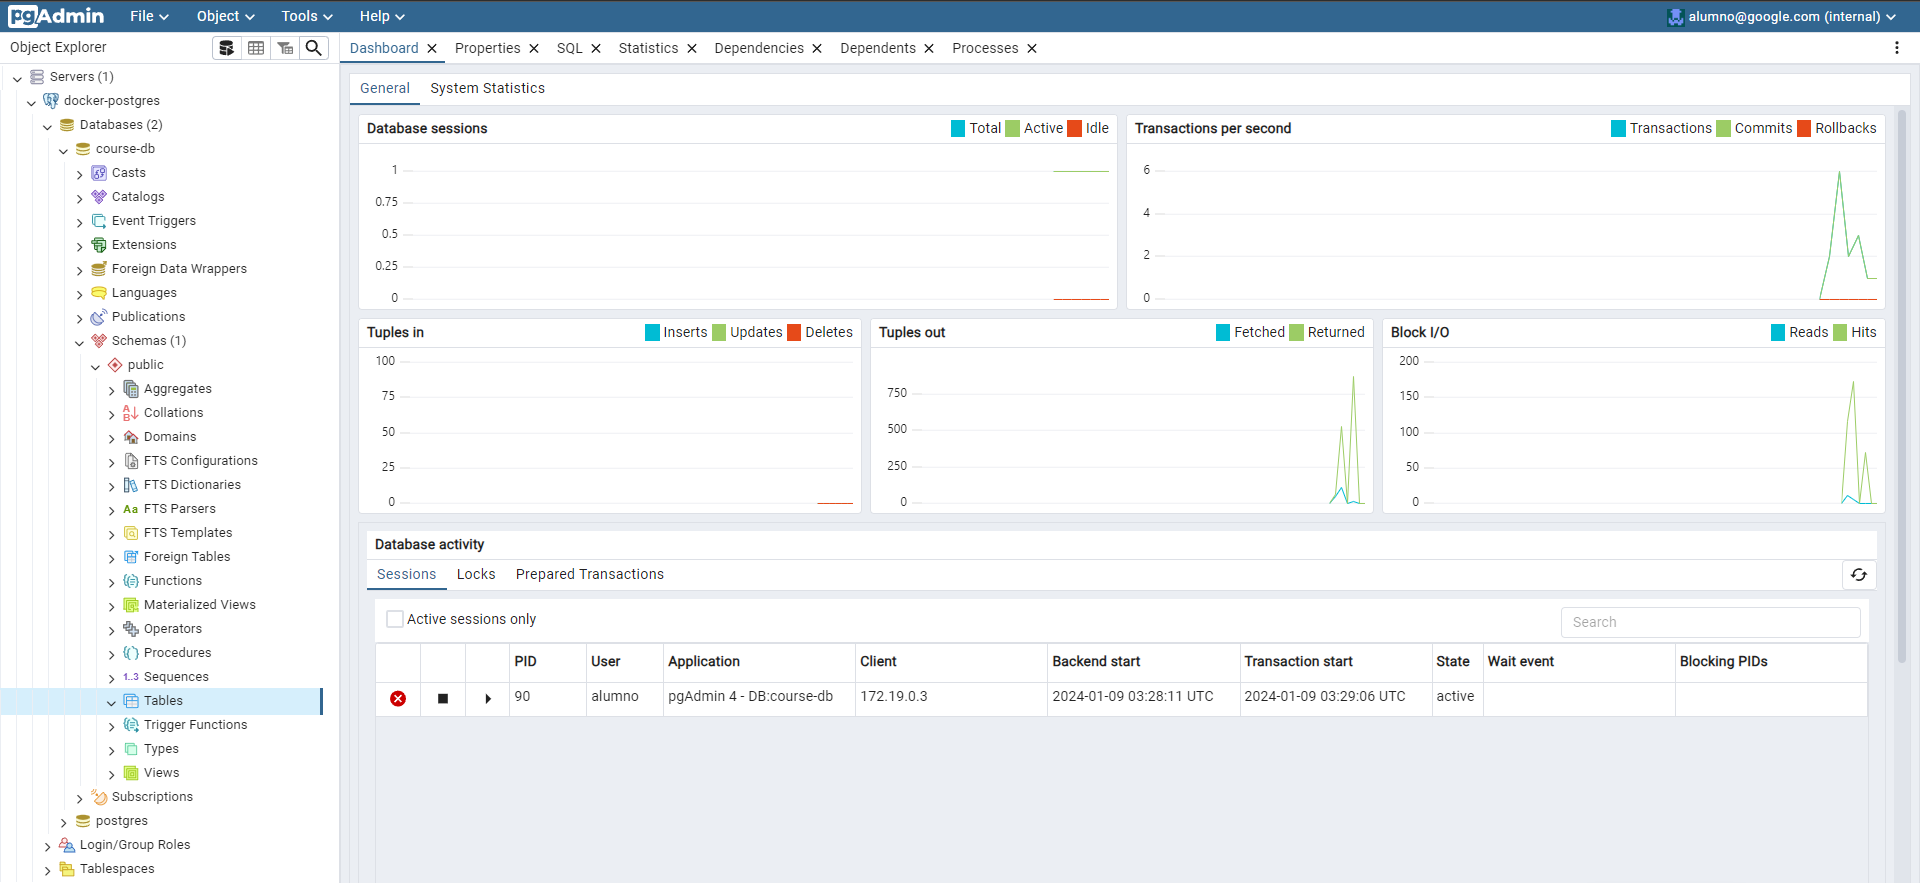 pgAdmin File Object Tools Help alumno@google.com (internal)
Object Explorer
Dashboard Properties SQL Statistics Dependencies Dependents Processes
Servers (1)
docker-postgres
Databases (2)
course-db
Casts
Catalogs
Event Triggers
Extensions
Foreign Data Wrappers
Languages
Publications
Schemas (1)
public
Aggregates
Collations
Domains
FTS Configurations
FTS Dictionaries
Aa FTS Parsers
FTS Templates
Foreign Tables
Functions
Materialized Views
Operators
Procedures
1..3 Sequences
Tables
Trigger Functions
Types
Views
Subscriptions
postgres
Login/Group Roles
Tablespaces
General System Statistics
Database sessions Total Active Idle
1
0.75
0.5
0.25
0
Transactions per second Transactions Commits Rollbacks
6
4
2
0
Tuples in Inserts Updates Deletes
100
75
50
25
0
Tuples out Fetched Returned
750
500
250
0
Block I/O Reads Hits
200
150
100
50
0
Database activity
Sessions Locks Prepared Transactions
Active sessions only Search
PID User Application Client Backend start Transaction start State Wait event Blocking PIDs
90 alumno pgAdmin 4 - DB:course-db 172.19.0.3 2024-01-09 03:28:11 UTC 2024-01-09 03:29:06 UTC active